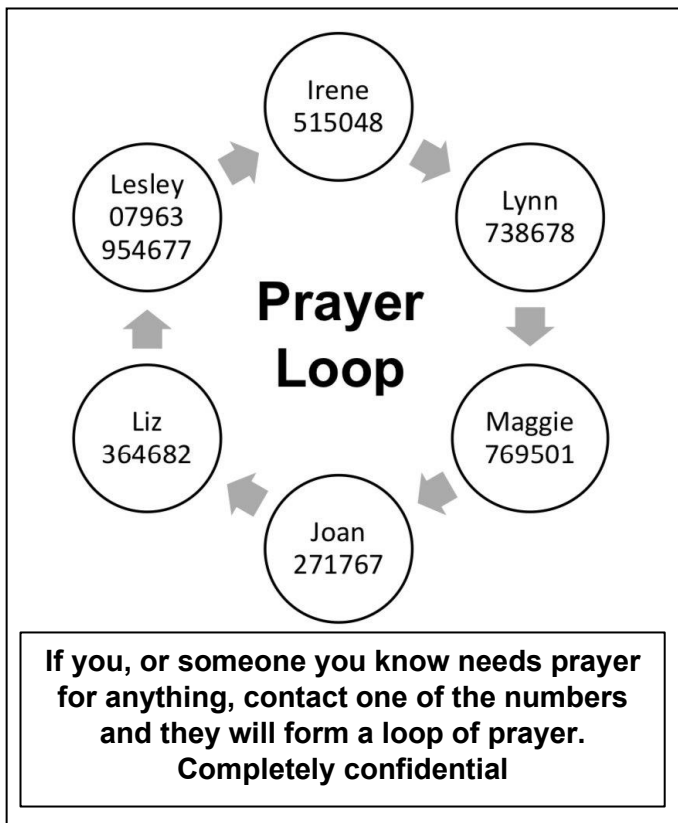 Irene
515048
Lynn
738678
Maggie
769501
Joan
271767
Liz
364682
Lesley
07963
954677
Prayer
Loop
If you, or someone you know needs prayer
for anything, contact one of the numbers
and they will form a loop of prayer.
Completely confidential